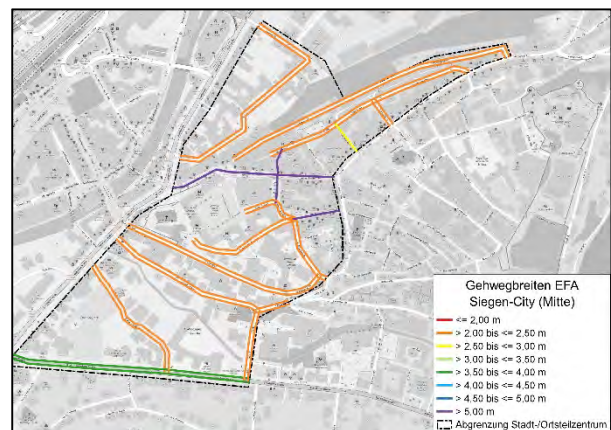 Gehwegbreiten EFA
Siegen-City (Mitte)
<= 2,00 m
> 2,00 bis <= 2,50 m
> 2,50 bis <= 3,00 m
> 3,00 bis <= 3,50 m
> 3,50 bis <= 4,00 m
> 4,00 bis <= 4,50 m
> 4,50 bis <= 5,00 m
> 5,00 m
Abgrenzung Stadt-/Ortsteilzentrum